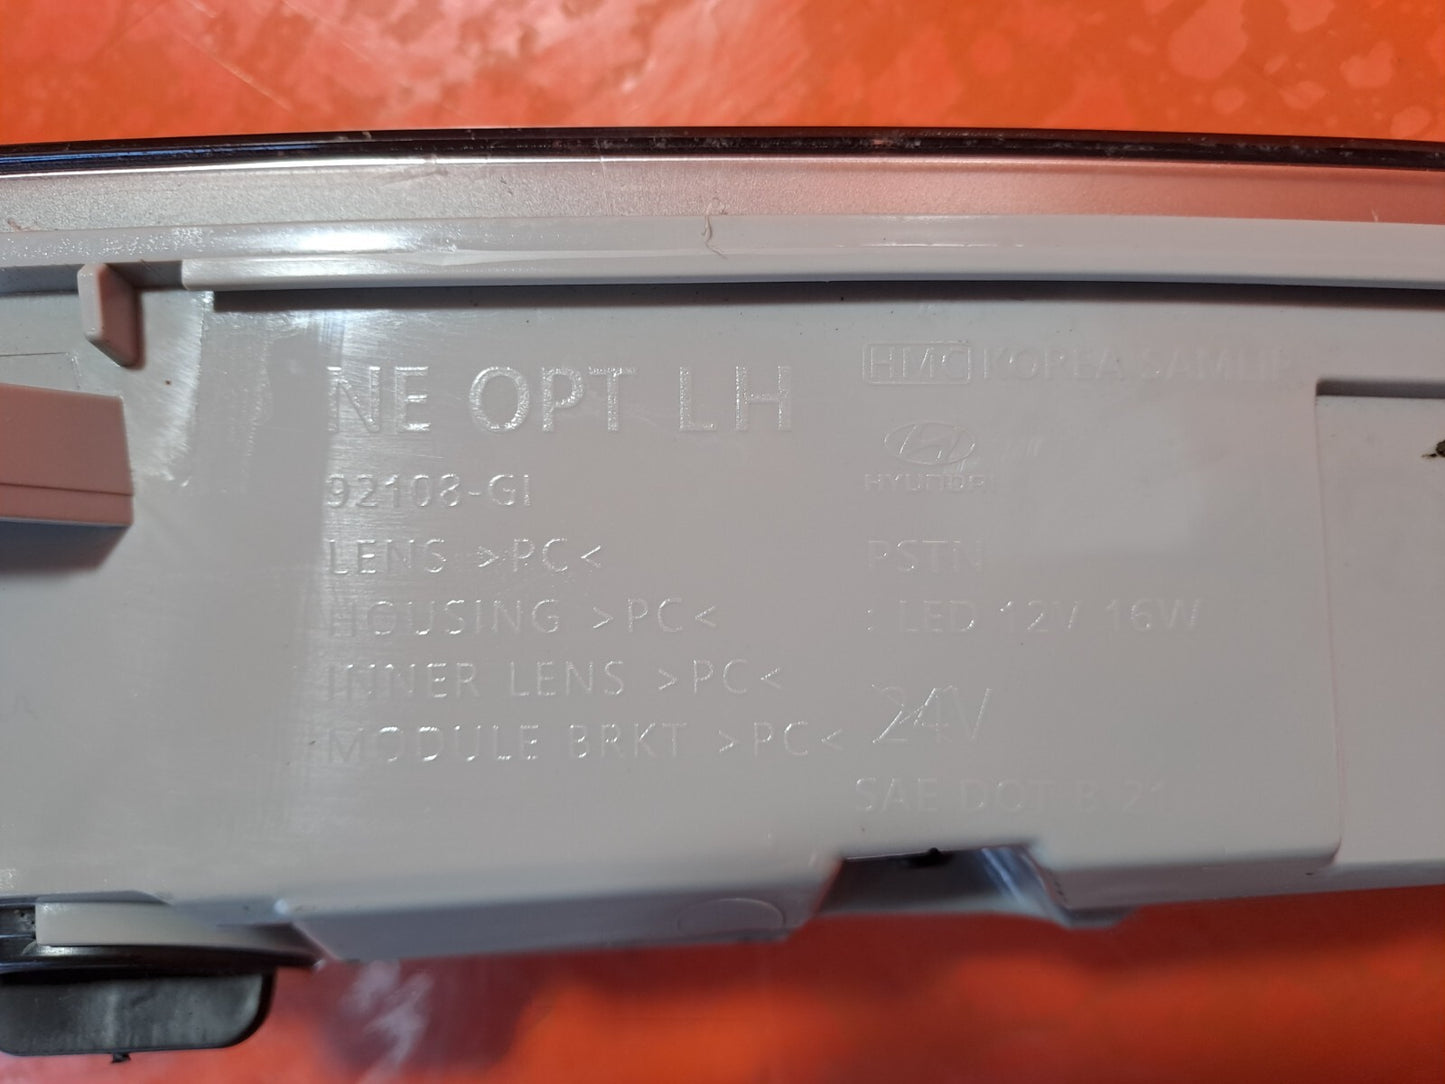 NE OPT LH
92108-GI
LENS >PC<
HOUSING >PC<
INNER LENS >PC<
MODULE BRKT >PC<
HMC KOREA
HYUNDAI
PSTN
: LED 12V 16W
24V
SAE DOT 21